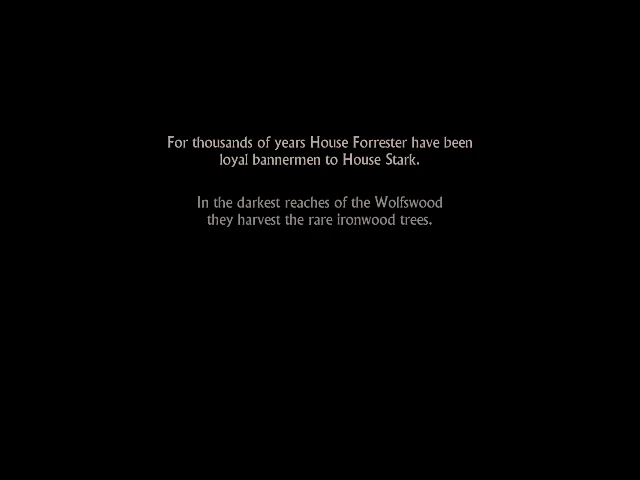 For thousands of years House Forrester have been
loyal bannermen to House Stark.
In the darkest reaches of the Wolfswood
they harvest the rare ironwood trees.